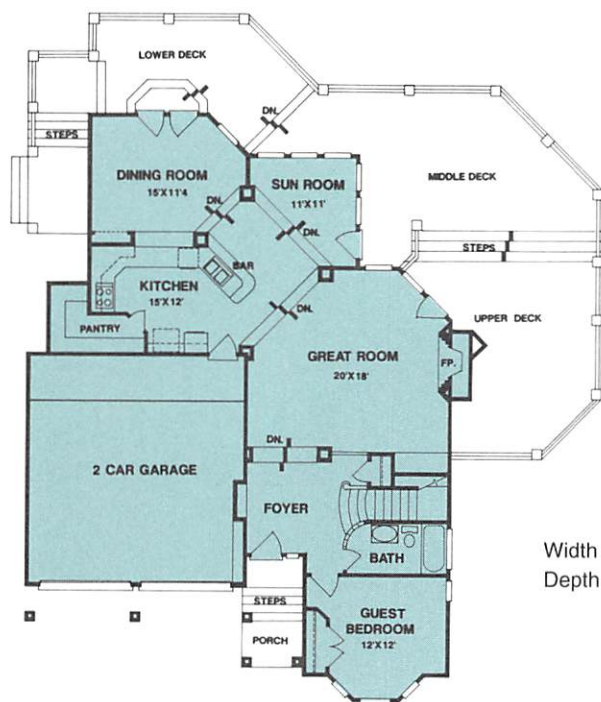 LOWER DECK
DN.
STEPS
DINING ROOM
15'X11'4
SUN ROOM
11'X11'
MIDDLE DECK
DN.
DN.
STEPS
BAR
KITCHEN
15'X12'
DN.
PANTRY
UPPER DECK
GREAT ROOM
20'X18'
FP.
DN.
2 CAR GARAGE
FOYER
BATH
Width
Depth
STEPS
GUEST
BEDROOM
12'X12'
PORCH